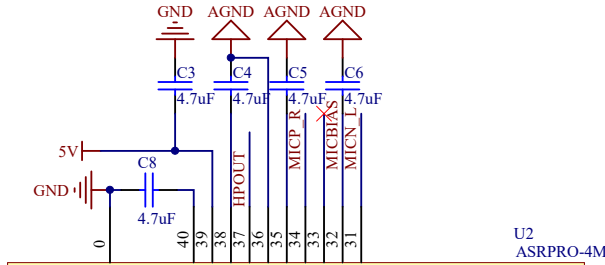 GND AGND AGND AGND
C3 C4 C5 C6
4.7uF 4.7uF 4.7uF 4.7uF
MICP_R
MICBIAS
MICN_L
5V
HPOUT
C8
GND
4.7uF
0 40 39 38 37 36 35 34 33 32 31
U2
ASRPRO-4M